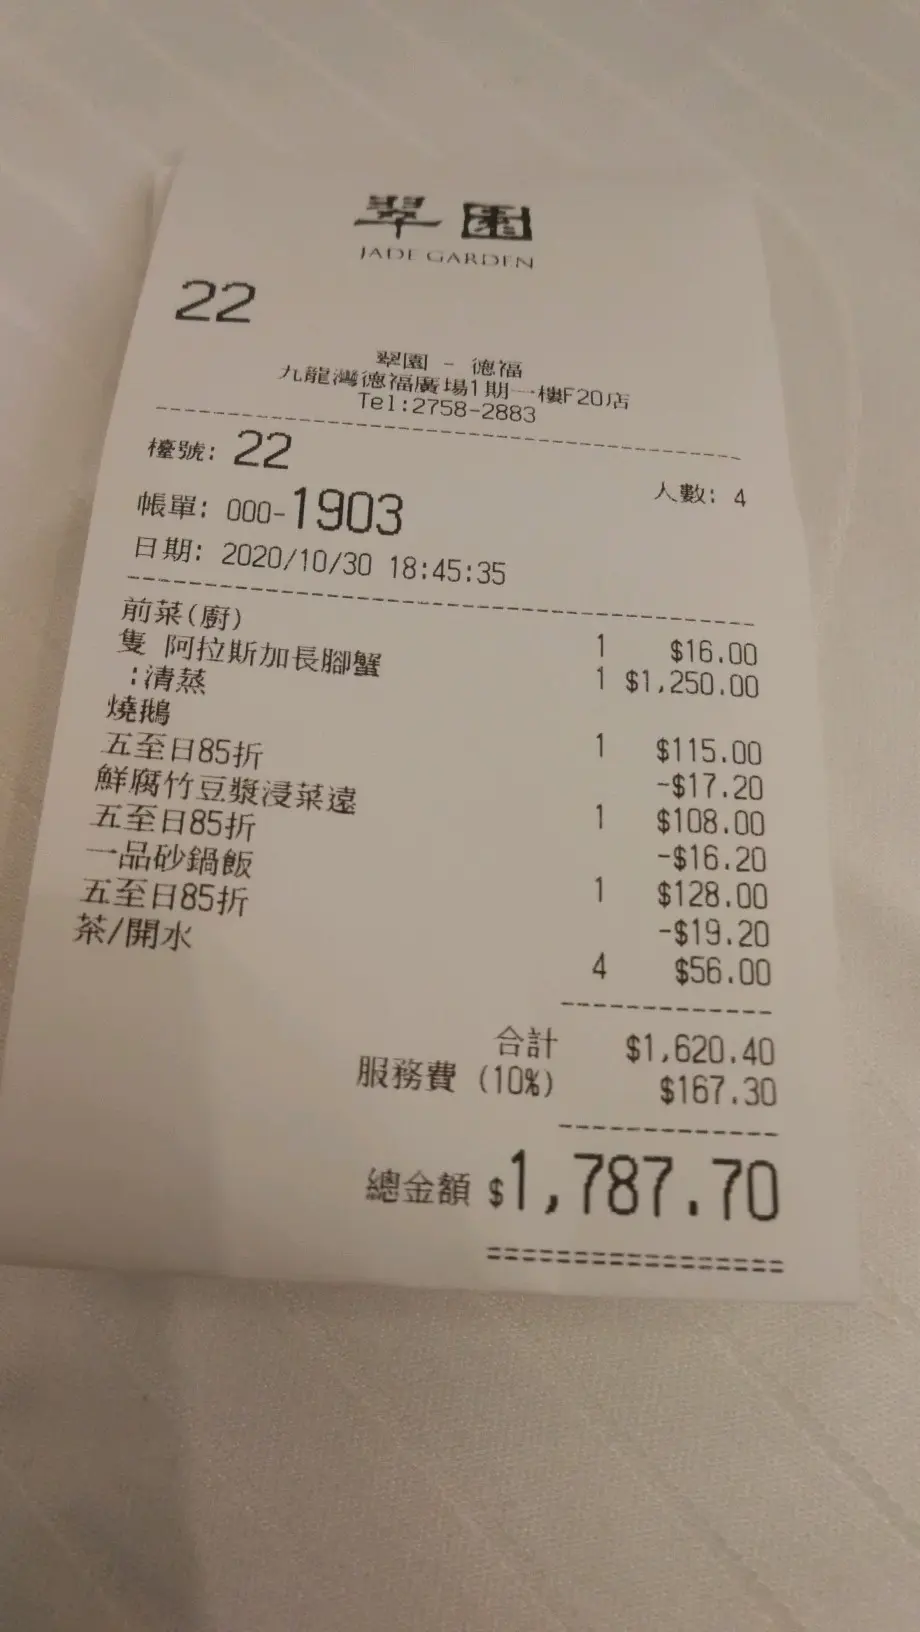 翠園
JADE GARDEN
22
翠園 - 德福
九龍灣德福廣場1期一樓F20店
Tel:2758-2883
檯號: 22 人數: 4
帳單: 000-1903
日期: 2020/10/30 18:45:35
前菜(廚) 1 $16.00
隻 阿拉斯加長腳蟹 1 $1,250.00
:清蒸
燒鵝 1 $115.00
五至日85折 -$17.20
鮮腐竹豆漿浸菜遠 1 $108.00
五至日85折 -$16.20
一品砂鍋飯 1 $128.00
五至日85折 -$19.20
茶/開水 4 $56.00
合計 $1,620.40
服務費 (10%) $167.30
總金額 $1,787.70